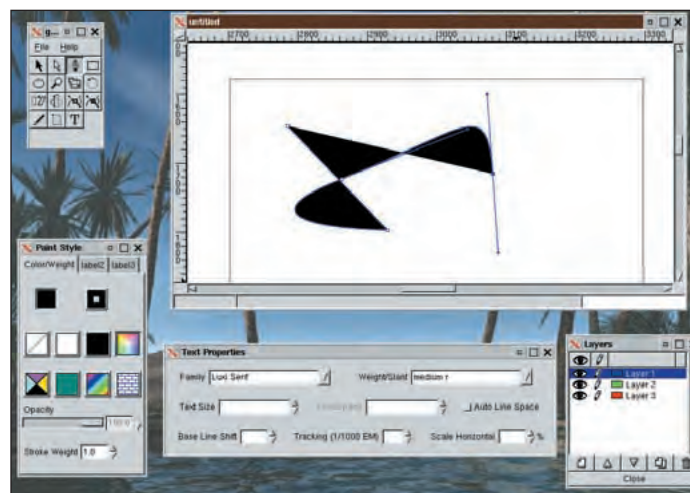 g...
File Help
T
untitled
2700 2800 2900 3000 3100 3200 3300
Paint Style
Color/Weight label2 label3
Opacity
100.0
Stroke Weight 1.0
Text Properties
Family Luxi Serif Weight/Slant medium r
Text Size Auto Line Space
Base Line Shift Tracking (1/1000 EM) Scale Horizontal %
Layers
Layer 1
Layer 2
Layer 3
Close